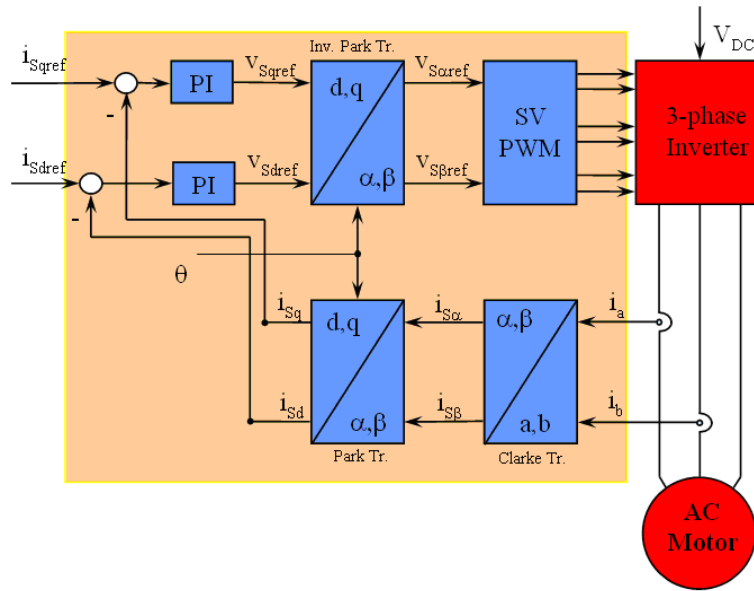 Inv. Park Tr.
V_DC
i_Sqref
PI
v_Sqref
d,q
v_Sαref
SV
PWM
3-phase
Inverter
-
i_Sdref
PI
v_Sdref
α,β
v_Sβref
-
θ
i_Sq
d,q
i_Sα
α,β
i_a
i_Sd
α,β
i_Sβ
a,b
i_b
Park Tr.
Clarke Tr.
AC
Motor